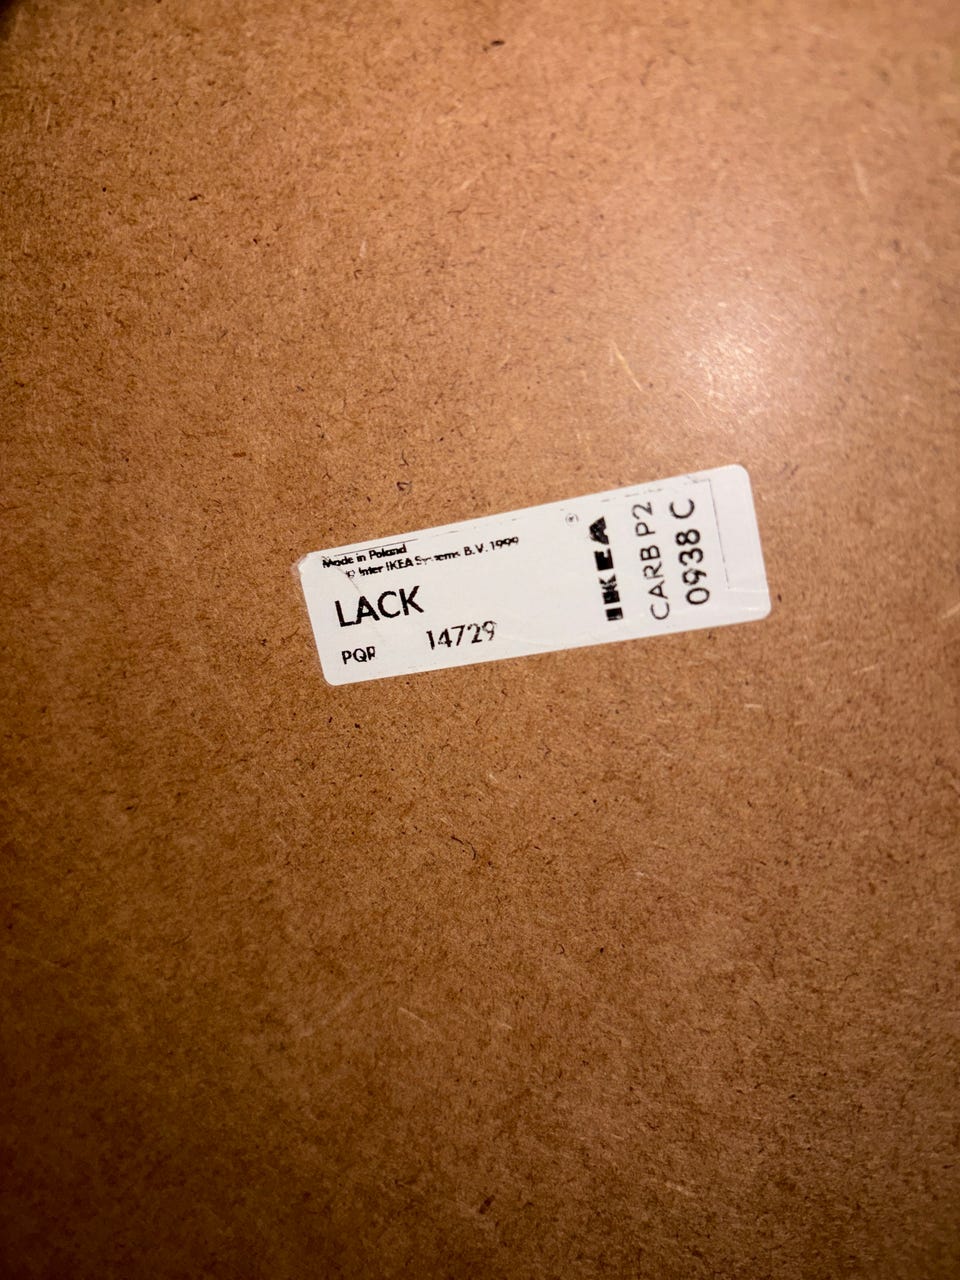 Made in Poland
© Inter IKEA Systems B.V. 1999
LACK
PQR 14729
®
IKEA
CARB P2
0938 C